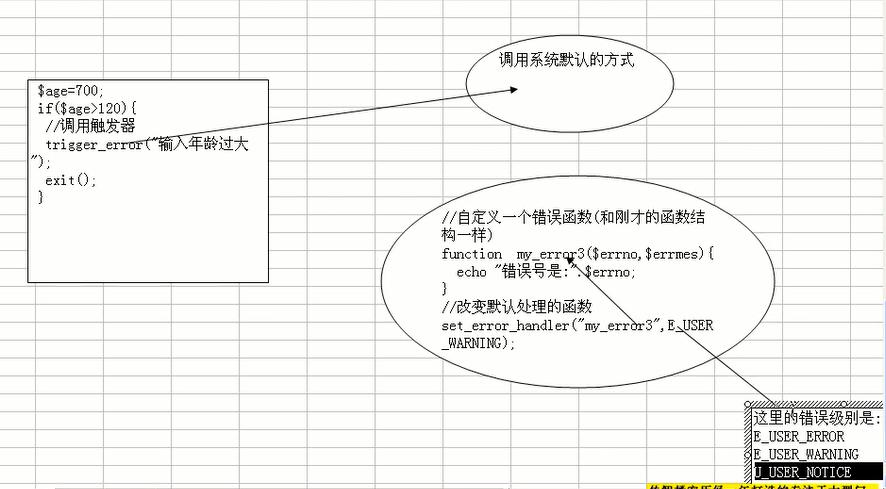 $age=700;
if($age>120){
//调用触发器
trigger_error("输入年龄过大
");
exit();
}
调用系统默认的方式
//自定义一个错误函数(和刚才的函数结
构一样)
function my_error3($errno,$errmes){
echo "错误号是:".$errno;
}
//改变默认处理的函数
set_error_handler("my_error3",E_USER
_WARNING);
这里的错误级别是:
E_USER_ERROR
E_USER_WARNING
U_USER_NOTICE